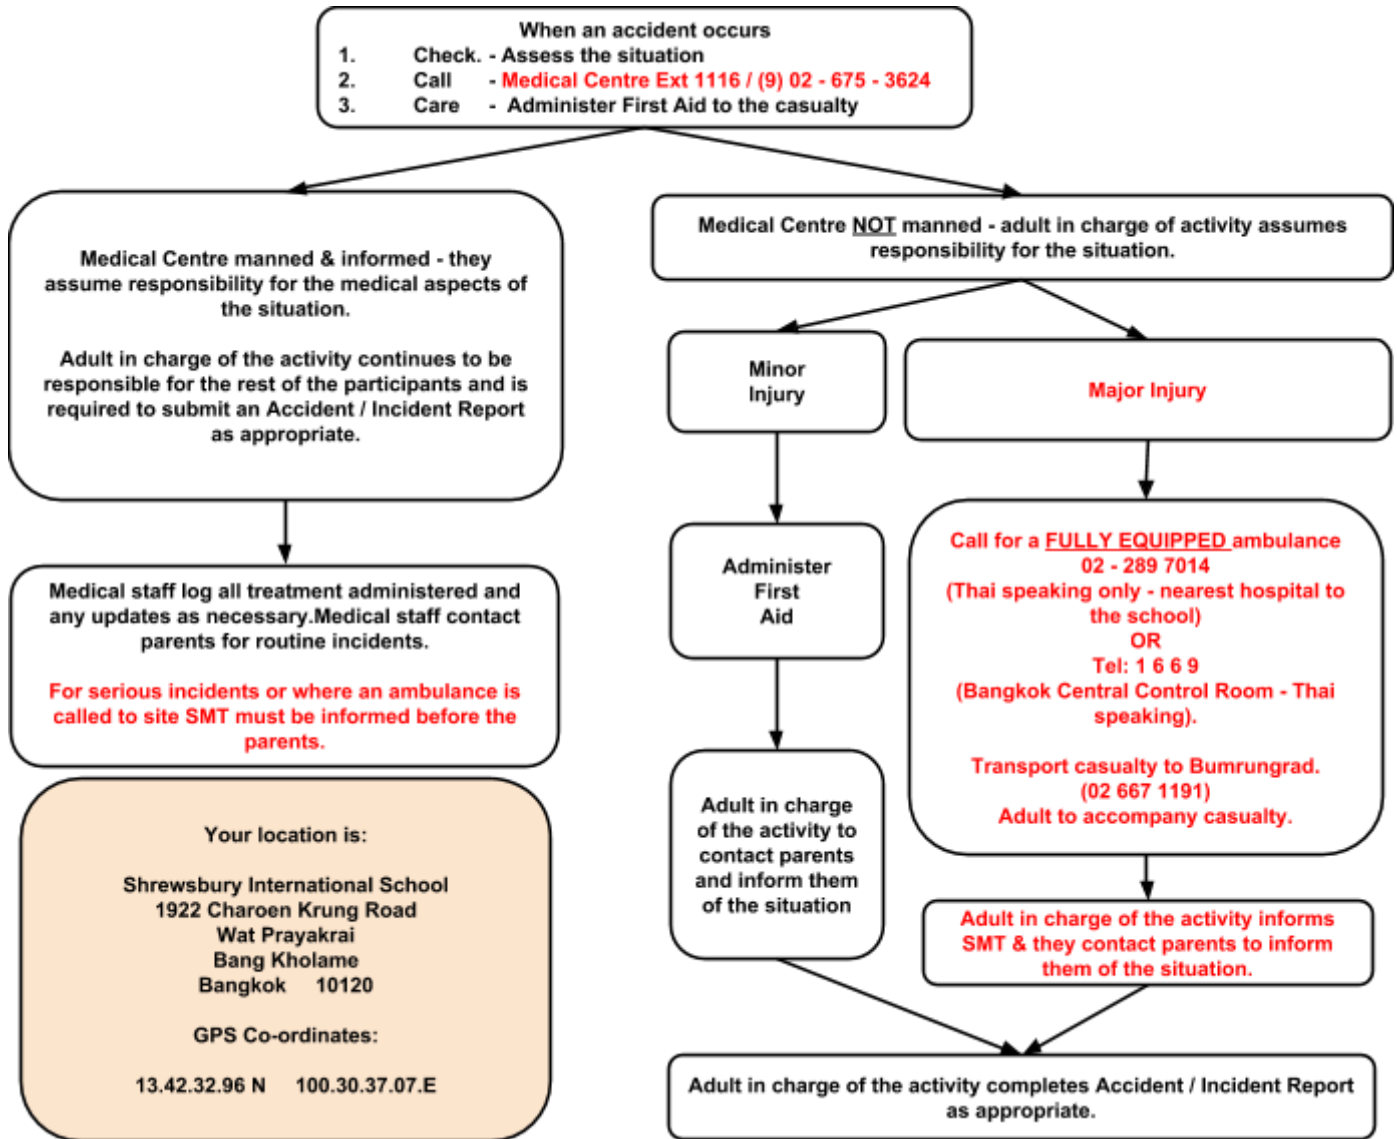 When an accident occurs
1. Check. - Assess the situation
2. Call - Medical Centre Ext 1116 / (9) 02 - 675 - 3624
3. Care - Administer First Aid to the casualty
Medical Centre manned & informed - they
assume responsibility for the medical aspects of
the situation.
Adult in charge of the activity continues to be
responsible for the rest of the participants and is
required to submit an Accident / Incident Report
as appropriate.
Medical staff log all treatment administered and
any updates as necessary.Medical staff contact
parents for routine incidents.
For serious incidents or where an ambulance is
called to site SMT must be informed before the
parents.
Your location is:
Shrewsbury International School
1922 Charoen Krung Road
Wat Prayakrai
Bang Kholame
Bangkok 10120
GPS Co-ordinates:
13.42.32.96 N 100.30.37.07.E
Medical Centre NOT manned - adult in charge of activity assumes
responsibility for the situation.
Minor
Injury
Administer
First
Aid
Adult in charge
of the activity to
contact parents
and inform them
of the situation
Major Injury
Call for a FULLY EQUIPPED ambulance
02 - 289 7014
(Thai speaking only - nearest hospital to
the school)
OR
Tel: 1 6 6 9
(Bangkok Central Control Room - Thai
speaking).
Transport casualty to Bumrungrad.
(02 667 1191)
Adult to accompany casualty.
Adult in charge of the activity informs
SMT & they contact parents to inform
them of the situation.
Adult in charge of the activity completes Accident / Incident Report
as appropriate.